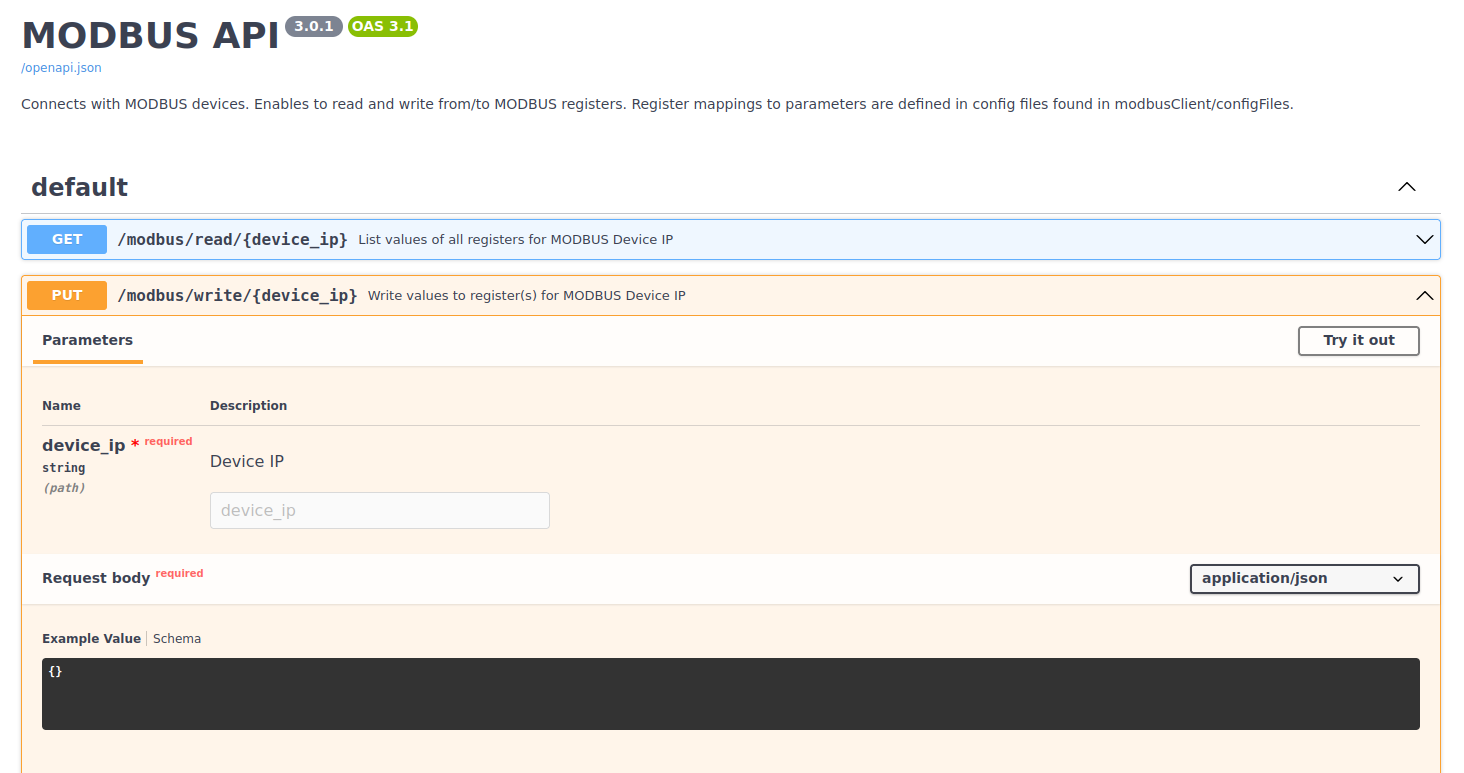 MODBUS API 3.0.1 OAS 3.1
/openapi.json
Connects with MODBUS devices. Enables to read and write from/to MODBUS registers. Register mappings to parameters are defined in config files found in modbusClient/configFiles.
default
GET /modbus/read/{device_ip} List values of all registers for MODBUS Device IP
PUT /modbus/write/{device_ip} Write values to register(s) for MODBUS Device IP
Parameters Try it out
Name Description
device_ip * required
string
(path)
Device IP
device_ip
Request body required application/json
Example Value Schema
{}